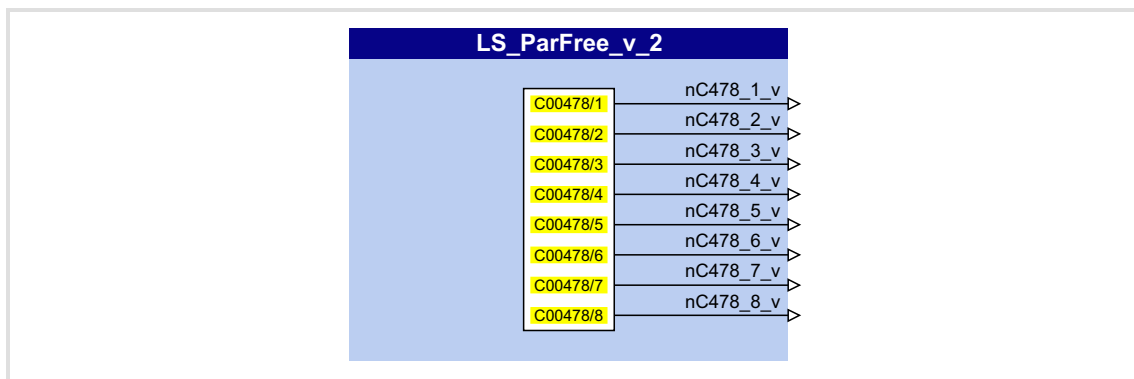 LS_ParFree_v_2
C00478/1 nC478_1_v
C00478/2 nC478_2_v
C00478/3 nC478_3_v
C00478/4 nC478_4_v
C00478/5 nC478_5_v
C00478/6 nC478_6_v
C00478/7 nC478_7_v
C00478/8 nC478_8_v